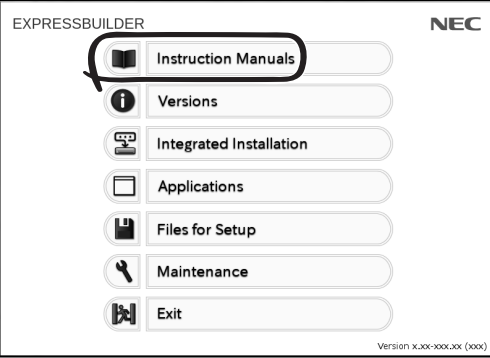 EXPRESSBUILDER
NEC
Instruction Manuals
Versions
Integrated Installation
Applications
Files for Setup
Maintenance
Exit
Version x.xx-xxx.xx (xxx)